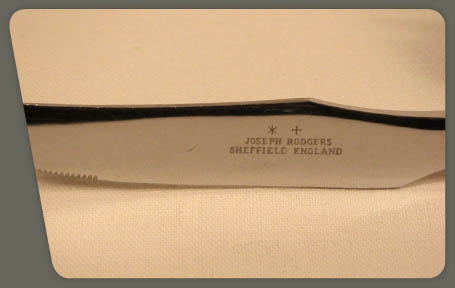 JOSEPH RODGERS
SHEFFIELD ENGLAND